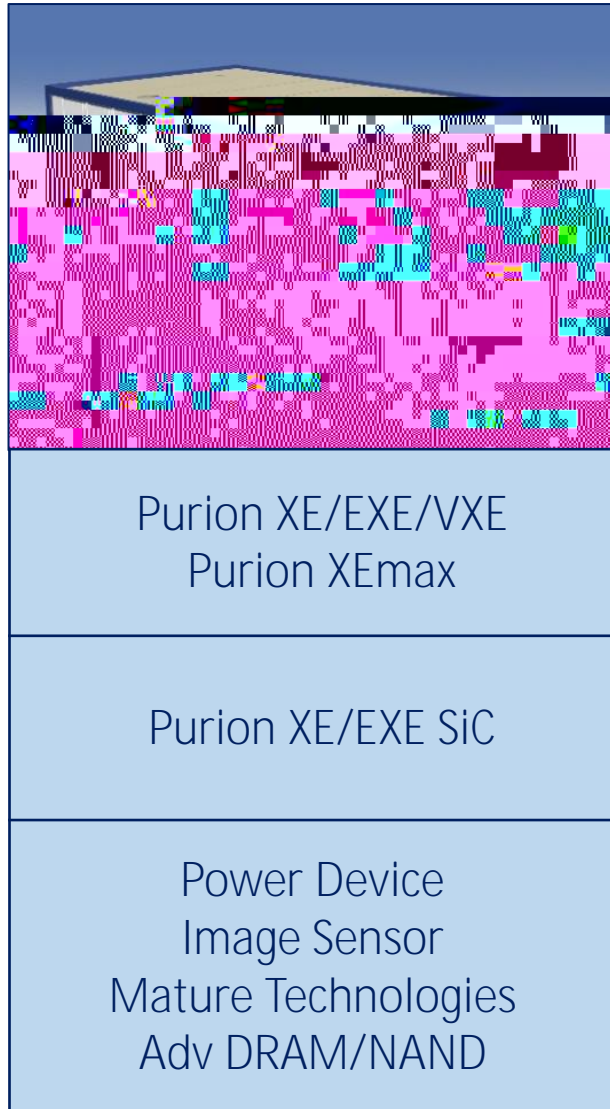 Purion XE/EXE/VXE
Purion XEmax
Purion XE/EXE SiC
Power Device
Image Sensor
Mature Technologies
Adv DRAM/NAND